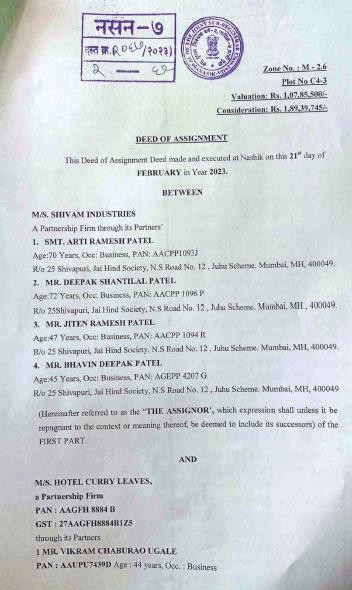 नसन-७
दस्त क्र. /२०२३)
२ - ६२
Zone No. : M - 2.6
Plot No C4-3
Valuation: Rs. 1,07,85,500/-
Consideration: Rs. 1,89,39,745/-
DEED OF ASSIGNMENT
This Deed of Assignment Deed made and executed at Nashik on this 21st day of
FEBRUARY in Year 2023.
BETWEEN
M/S. SHIVAM INDUSTRIES
A Partnership Firm through its Partners'
1. SMT. ARTI RAMESH PATEL
Age:70 Years, Occ: Business, PAN: AACPP1093J
R/o 25 Shivapuri, Jai Hind Society, N.S Road No. 12 , Juhu Scheme. Mumbai, MH, 400049.
2. MR. DEEPAK SHANTILAL PATEL
Age:72 Years, Occ: Business, PAN: AACPP 1096 P
R/o 25Shivapuri, Jai Hind Society, N.S Road No. 12 , Juhu Scheme. Mumbai, MH , 400049.
3. MR. JITEN RAMESH PATEL
Age:47 Years, Occ: Business, PAN: AACPP 1094 R
R/o 25 Shivapuri, Jai Hind Society, N.S Road No. 12 , Juhu Scheme. Mumbai, MH, 400049.
4. MR. BHAVIN DEEPAK PATEL
Age:45 Years, Occ: Business, PAN: AGEPP 4207 G
R/o 25 Shivapuri, Jai Hind Society, N.S Road No. 12 , Juhu Scheme. Mumbai, MH, 400049
(Hereinafter referred to as the "THE ASSIGNOR', which expression shall unless it be
repugnant to the context or meaning thereof, be deemed to include its successors) of the
FIRST PART.
AND
M/S. HOTEL CURRY LEAVES,
a Partnership Firm
PAN : AAGFH 8884 B
GST : 27AAGFH8884B1Z5
through its Partners
1 MR. VIKRAM CHABURAO UGALE
PAN : AAUPU7439D Age : 44 years, Occ. : Business